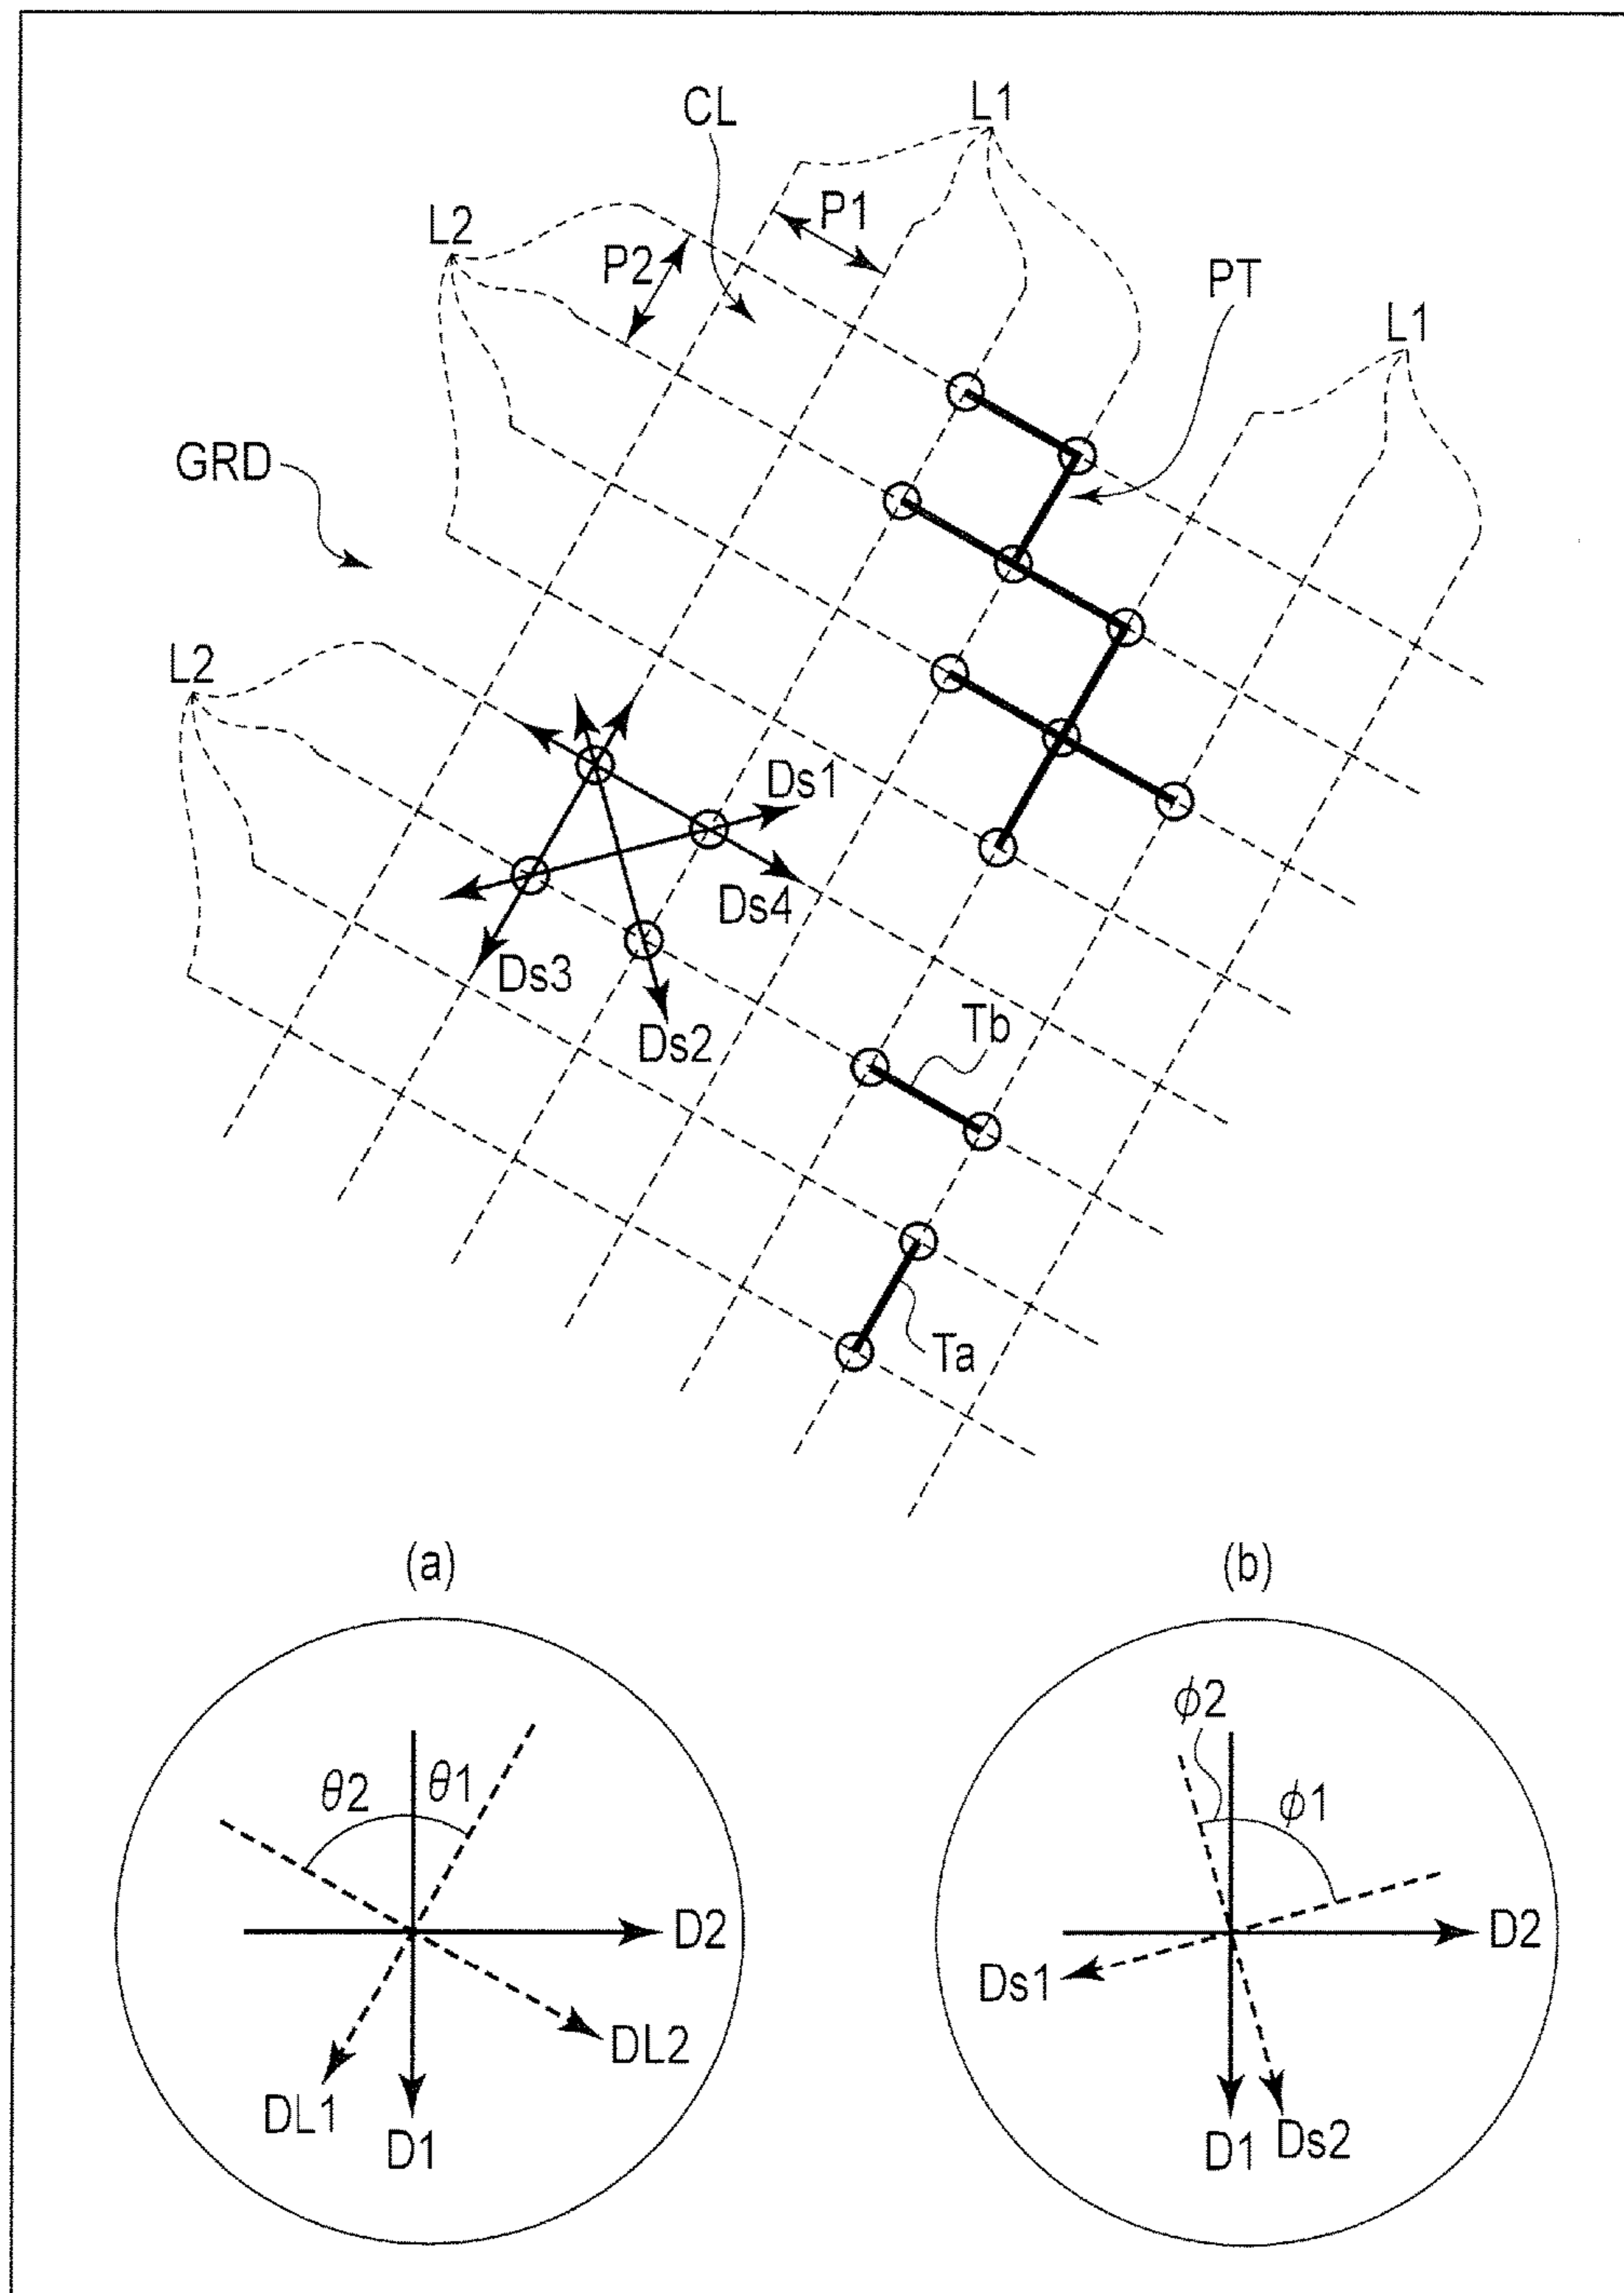 CL
L1
P1
L2
P2
PT
L1
GRD
L2
Ds1
Ds4
Ds3
Ds2
Tb
Ta
(a)
(b)
θ2
θ1
D2
DL2
DL1
D1
ϕ2
ϕ1
D2
Ds1
D1
Ds2